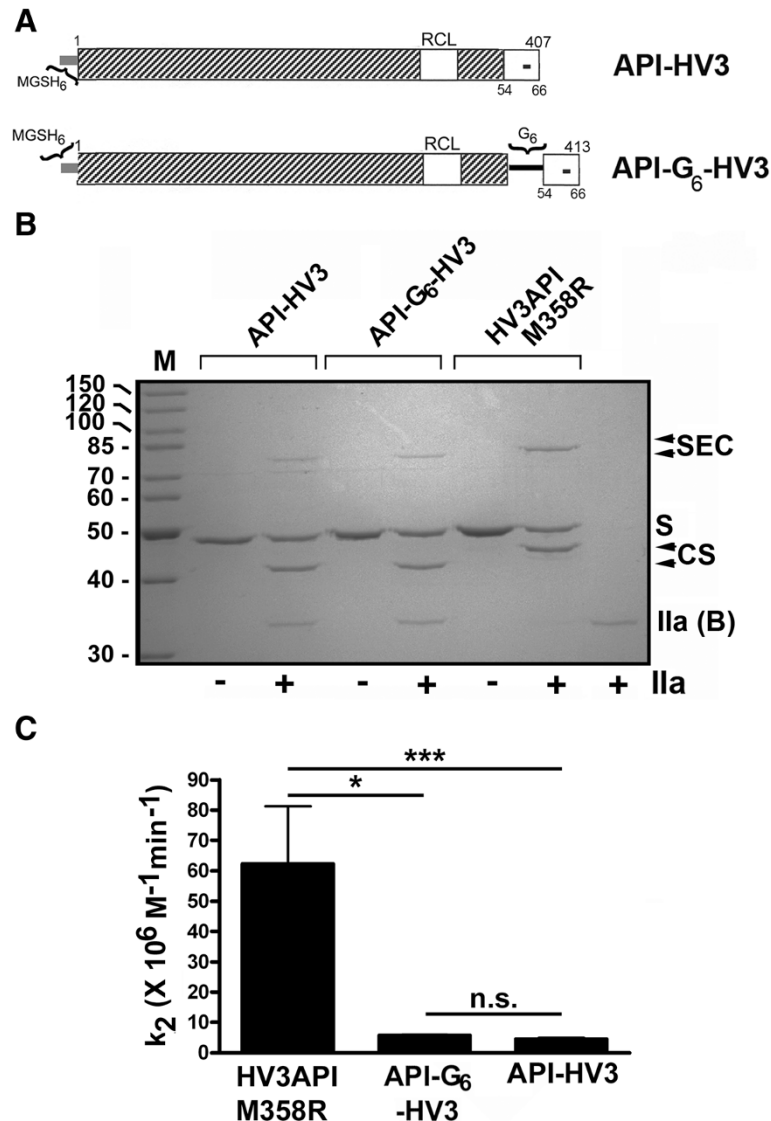 A
1
RCL
407
MGSH6
54
66
API-HV3
MGSH6
1
RCL
G6
413
54
66
API-G6-HV3
B
API-HV3
API-G6-HV3
HV3API
M358R
M
150 -
120 -
100 -
85 -
70 -
60 -
50 -
40 -
30 -
SEC
S
CS
IIa (B)
- + - + - + + IIa
C
k2 (X 10^6 M-1min-1)
90
80
70
60
50
40
30
20
10
0
***
*
n.s.
HV3API
M358R
API-G6
-HV3
API-HV3